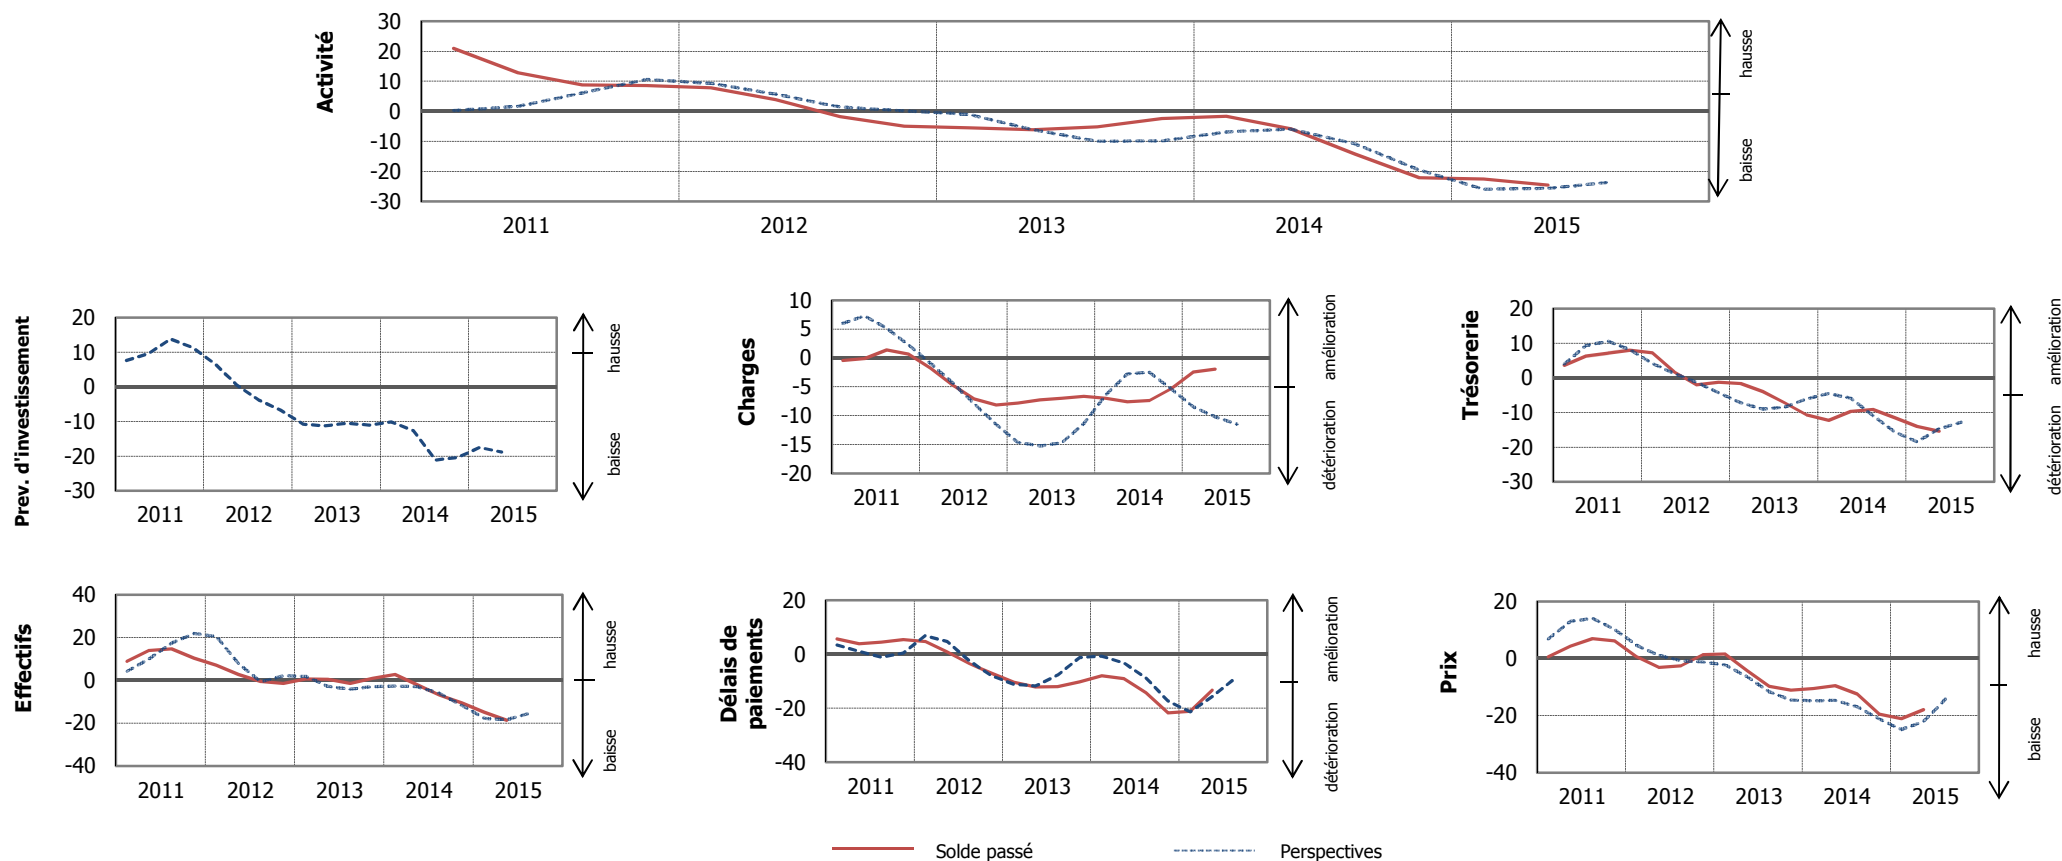 Activité
30
20
10
0
-10
-20
-30
2011 2012 2013 2014 2015
hausse
baisse
Prev. d'investissement
20
10
0
-10
-20
-30
2011 2012 2013 2014 2015
hausse
baisse
Charges
10
5
0
-5
-10
-15
-20
2011 2012 2013 2014 2015
amélioration
détérioration
Trésorerie
20
10
0
-10
-20
-30
2011 2012 2013 2014 2015
amélioration
détérioration
Effectifs
40
20
0
-20
-40
2011 2012 2013 2014 2015
hausse
baisse
Délais de
paiements
20
0
-20
-40
2011 2012 2013 2014 2015
amélioration
détérioration
Prix
20
0
-20
-40
2011 2012 2013 2014 2015
hausse
baisse
Solde passé Perspectives